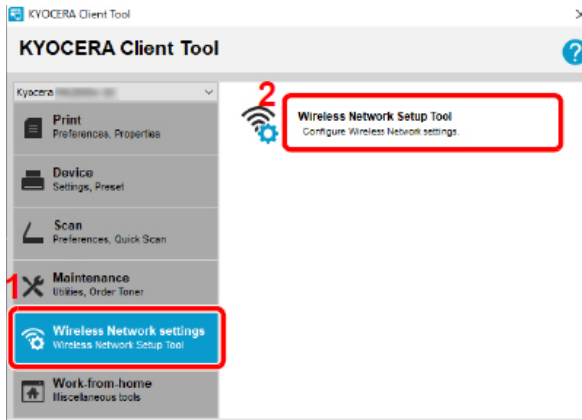 KYOCERA Client Tool
KYOCERA Client Tool
?
Kyocera
Print
Preferences, Properties
Device
Settings, Preset
Scan
Preferences, Quick Scan
Maintenance
Utilities, Order Toner
1
Wireless Network settings
Wireless Network Setup Tool
Work-from-home
Miscellaneous tools
2
Wireless Network Setup Tool
Configure Wireless Network settings.